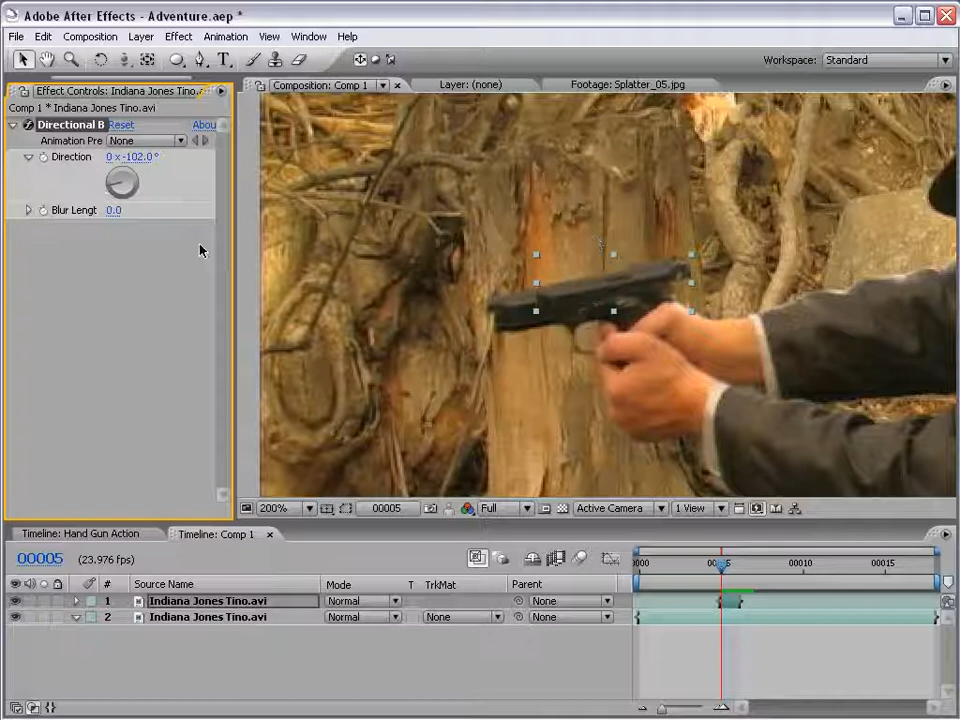 Adobe After Effects - Adventure.aep *
File Edit Composition Layer Effect Animation View Window Help
Workspace: Standard
Effect Controls: Indiana Jones Tino.a
Composition: Comp 1
Layer: (none)
Footage: Splatter_05.jpg
Comp 1 * Indiana Jones Tino.avi
Directional B Reset Abou
Animation Pre None
Direction 0 x -102.0°
Blur Lengt 0.0
200% 00005 Full Active Camera 1 View
Timeline: Hand Gun Action
Timeline: Comp 1
00005 (23.976 fps)
0000 00005 00010 00015
# Source Name Mode T TrkMat Parent
1 Indiana Jones Tino.avi Normal None
2 Indiana Jones Tino.avi Normal None None